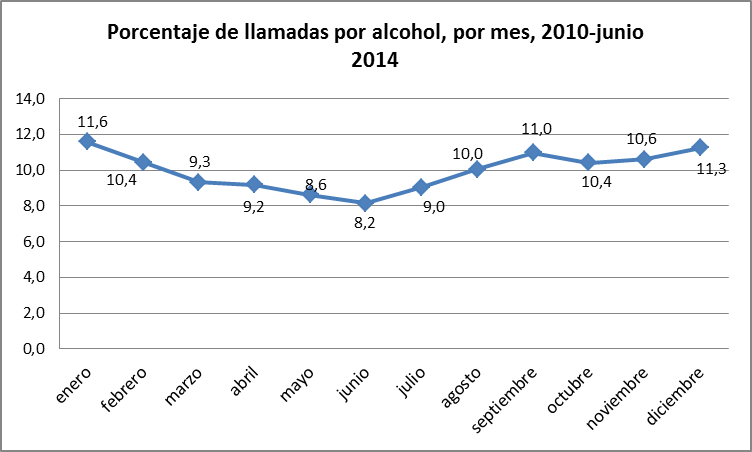 Porcentaje de llamadas por alcohol, por mes, 2010-junio
2014
14,0
12,0
10,0
8,0
6,0
4,0
2,0
0,0
11,6
10,4
9,3
9,2
8,6
8,2
9,0
10,0
11,0
10,4
10,6
11,3
enero
febrero
marzo
abril
mayo
junio
julio
agosto
septiembre
octubre
noviembre
diciembre